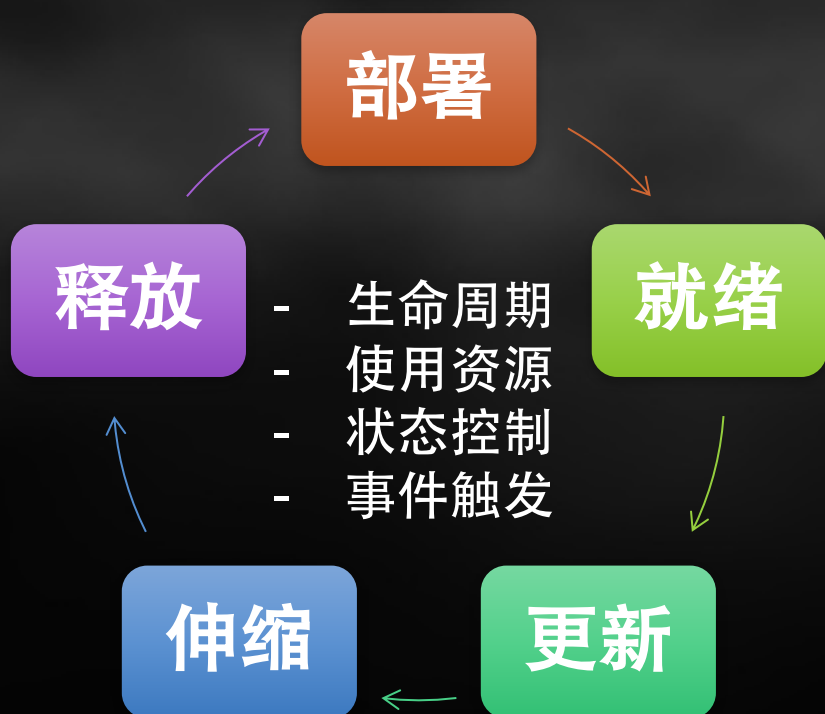 部署
释放
就绪
- 生命周期
- 使用资源
- 状态控制
- 事件触发
伸缩
更新